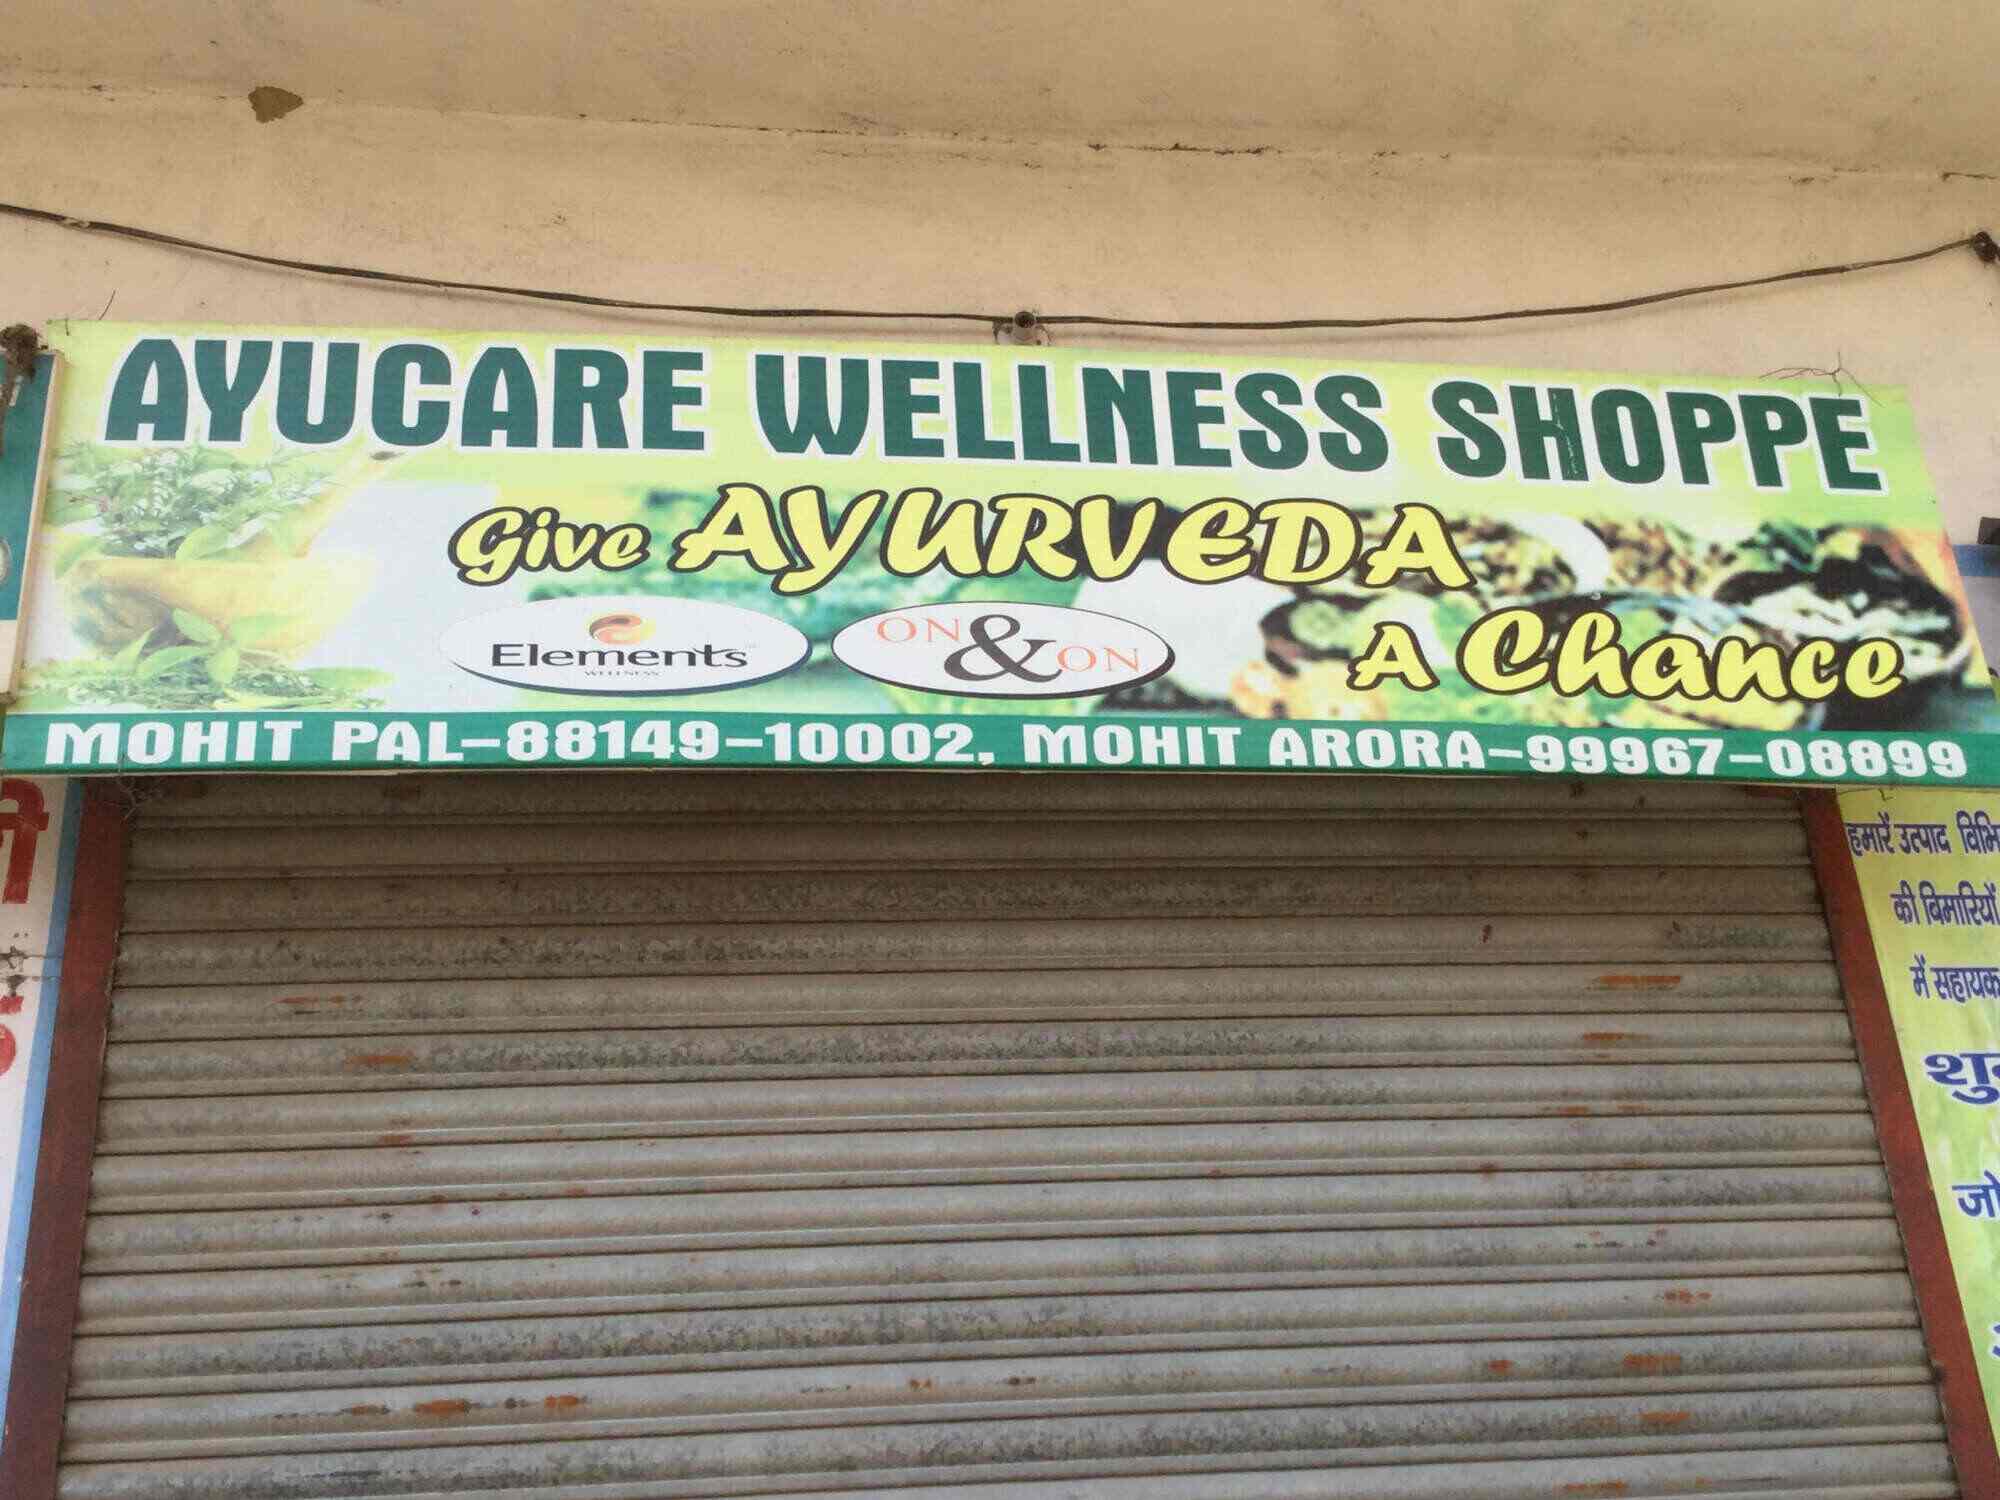 AYUCARE WELLNESS SHOPPE
Give AYURVEDA
A Chance
Elements
WELLNESS
ON & ON
MOHIT PAL-88149-10002, MOHIT ARORA-99967-08899
हमारें उत्पाद
की बिमारियों
में सहायक